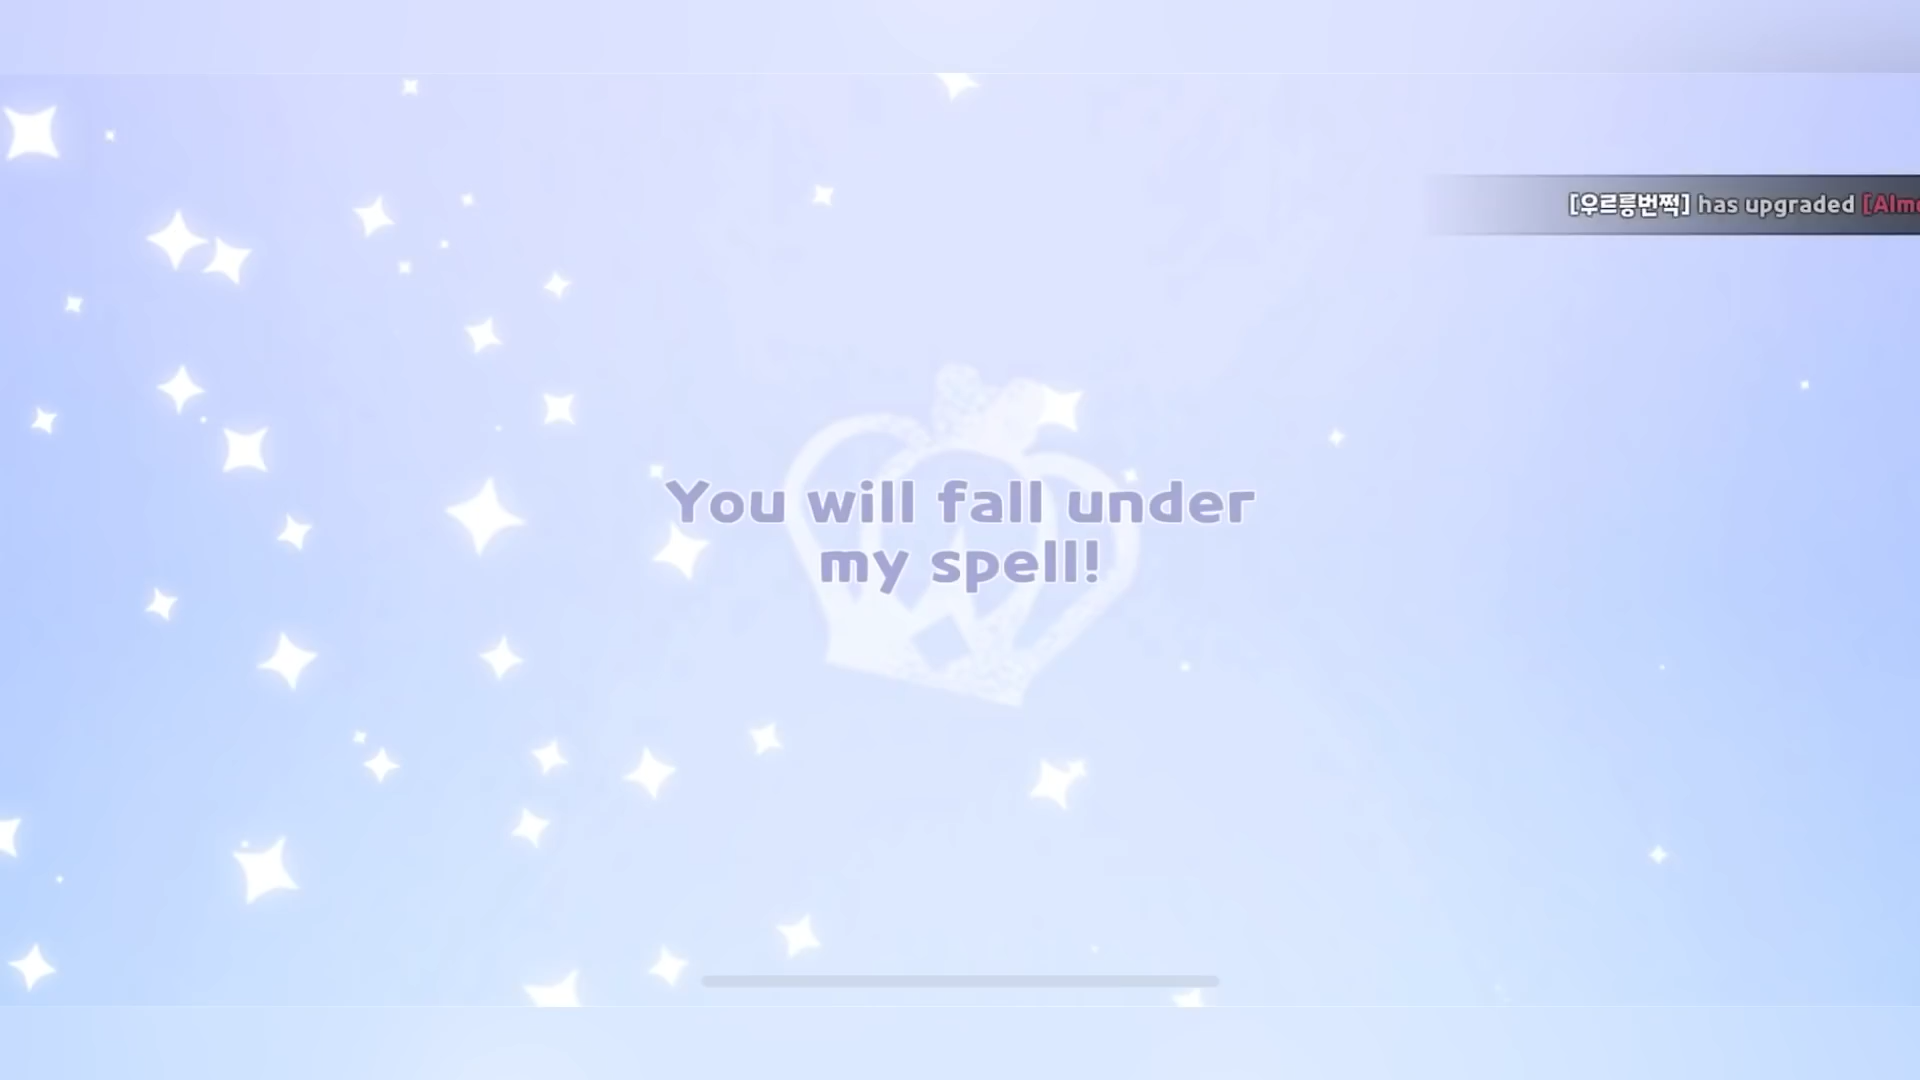 [우르릉번쩍] has upgraded
You will fall under
my spell!